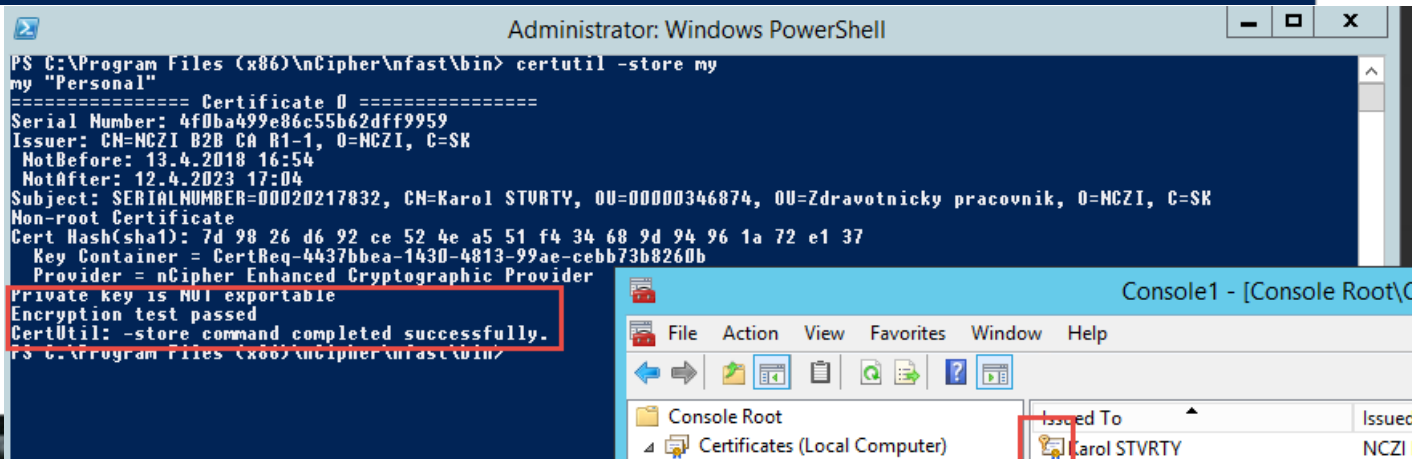 Administrator: Windows PowerShell
PS C:\Program Files (x86)\nCipher\nfast\bin> certutil -store my
my "Personal"
================ Certificate 0 ================
Serial Number: 4f0ba499e86c55b62dff9959
Issuer: CN=NCZI B2B CA R1-1, O=NCZI, C=SK
NotBefore: 13.4.2018 16:54
NotAfter: 12.4.2023 17:04
Subject: SERIALNUMBER=00020217832, CN=Karol STVRTY, OU=00000346874, OU=Zdravotnicky pracovnik, O=NCZI, C=SK
Non-root Certificate
Cert Hash(sha1): 7d 98 26 d6 92 ce 52 4e a5 51 f4 34 68 9d 94 96 1a 72 e1 37
Key Container = CertReq-4437bbea-1430-4813-99ae-cebb73b8260b
Provider = nCipher Enhanced Cryptographic Provider
Private key is NOT exportable
Encryption test passed
CertUtil: -store command completed successfully.
PS C:\Program Files (x86)\nCipher\nfast\bin>
Console1 - [Console Root\C
File Action View Favorites Window Help
Console Root
Certificates (Local Computer)
Issued To Issued
Karol STVRTY NCZI